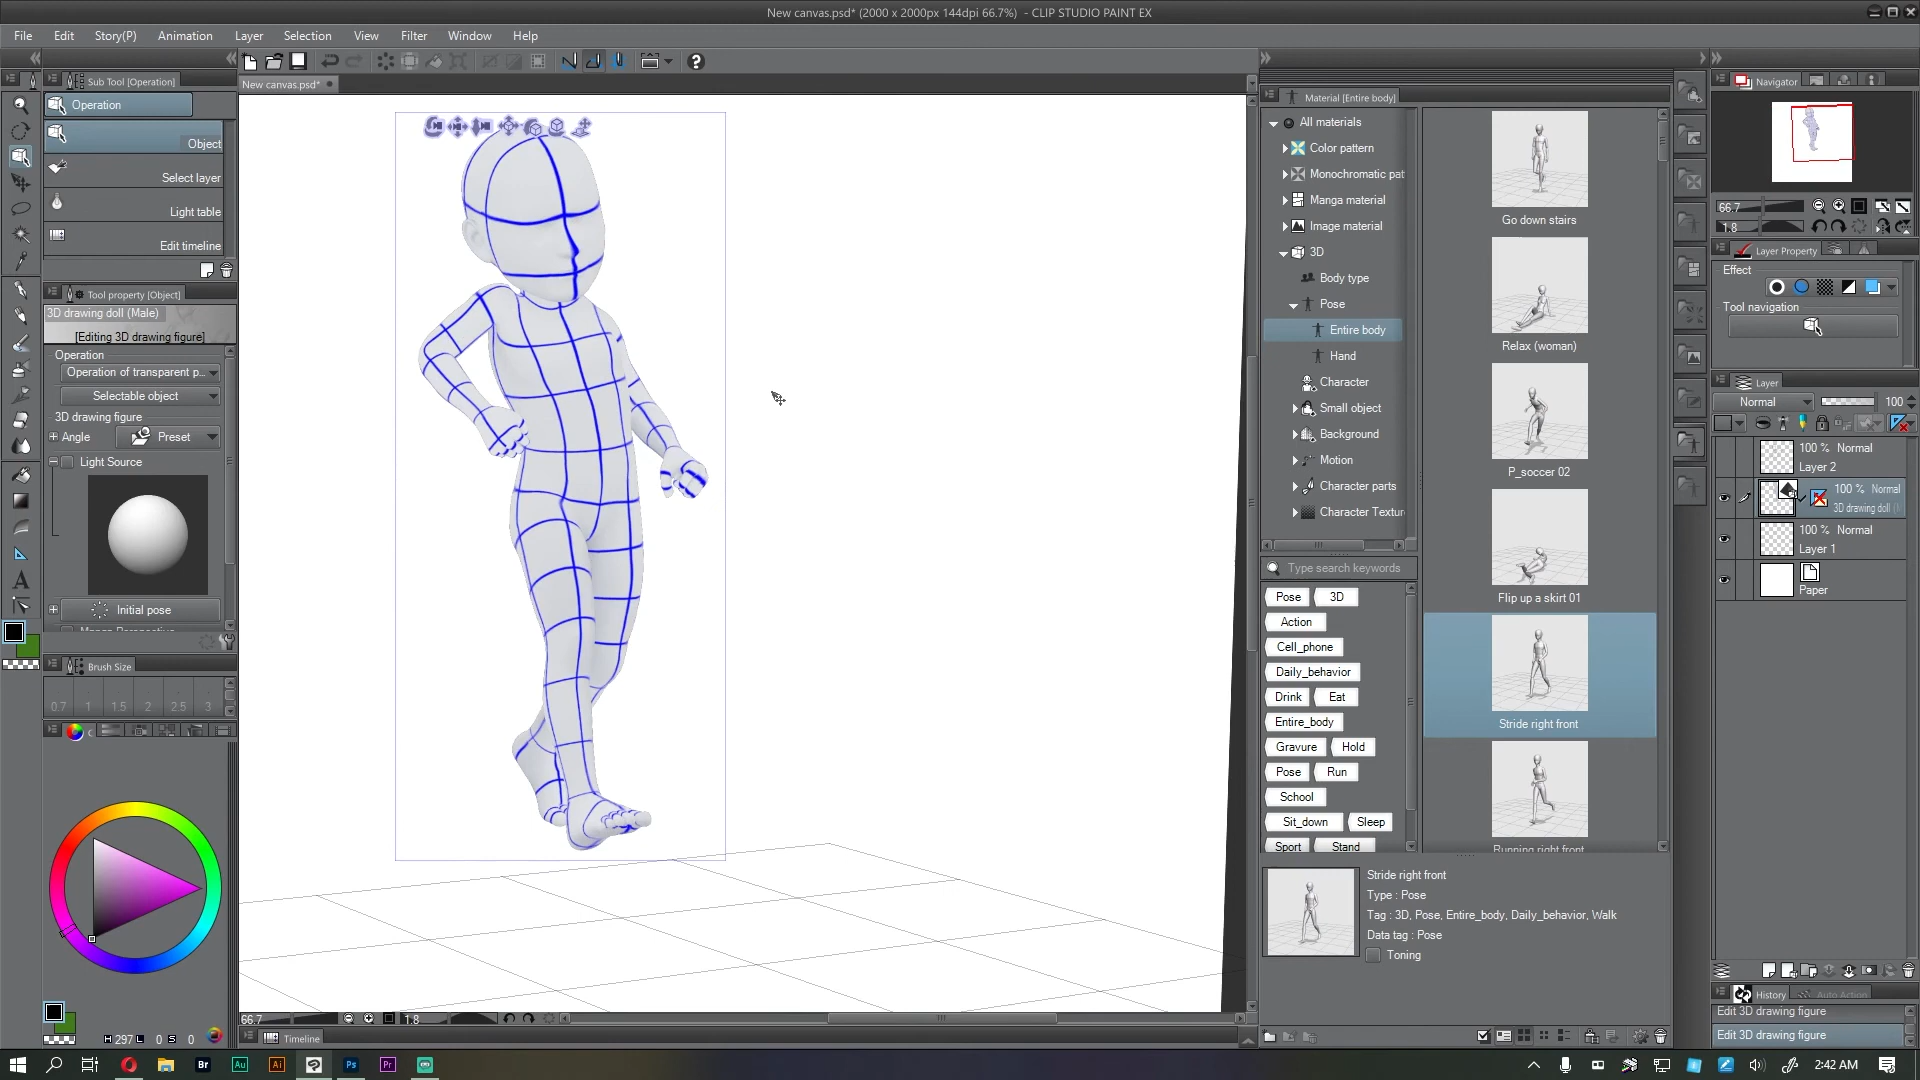 New canvas.psd* (2000 x 2000px 144dpi 66.7%) - CLIP STUDIO PAINT EX
File Edit Story(P) Animation Layer Selection View Filter Window Help
Sub Tool [Operation]
Operation
Object
Select layer
Light table
Edit timeline
Tool property [Object]
3D drawing doll (Male)
[Editing 3D drawing figure]
Operation
Operation of transparent p...
Selectable object
3D drawing figure
Angle Preset
Light Source
Initial pose
Brush Size
0.7 1 1.5 2 2.5 3
H 297 L 0 S 0
New canvas.psd*
66.7 1.8
Timeline
Material [Entire body]
All materials
Color pattern
Monochromatic pat
Manga material
Image material
3D
Body type
Pose
Entire body
Hand
Character
Small object
Background
Motion
Character parts
Character Textur
Type search keywords
Pose 3D
Action
Cell_phone
Daily_behavior
Drink Eat
Entire_body
Gravure Hold
Pose Run
School
Sit_down Sleep
Sport Stand
Go down stairs
Relax (woman)
P_soccer 02
Flip up a skirt 01
Stride right front
Running right front
Stride right front
Type : Pose
Tag : 3D, Pose, Entire_body, Daily_behavior, Walk
Data tag : Pose
Toning
Navigator
66.7
1.8
Layer Property
Effect
Tool navigation
Layer
Normal 100
100 % Normal
Layer 2
100 % Normal
3D drawing doll (
100 % Normal
Layer 1
Paper
History Auto Action
Edit 3D drawing figure
Edit 3D drawing figure
Br Au Ai Ps Pr
2:42 AM